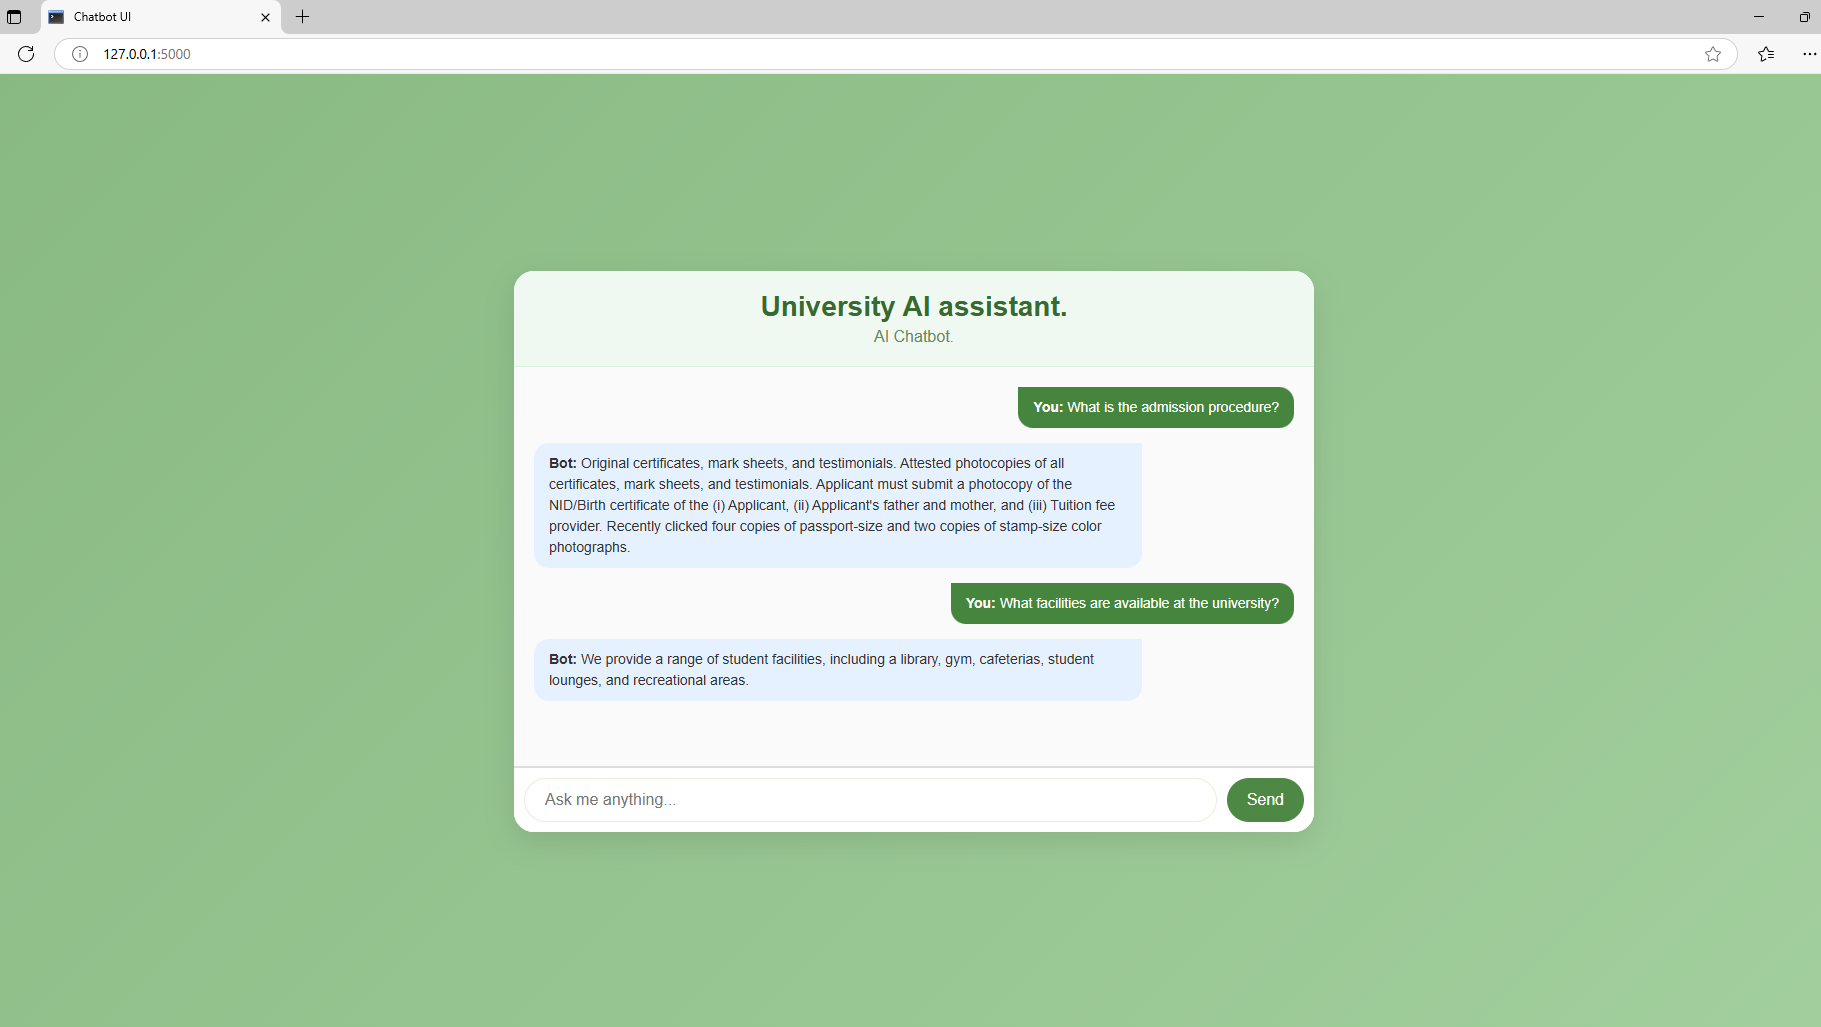 Chatbot UI
127.0.0.1:5000
University AI assistant.
AI Chatbot.
You: What is the admission procedure?
Bot: Original certificates, mark sheets, and testimonials. Attested photocopies of all
certificates, mark sheets, and testimonials. Applicant must submit a photocopy of the
NID/Birth certificate of the (i) Applicant, (ii) Applicant's father and mother, and (iii) Tuition fee
provider. Recently clicked four copies of passport-size and two copies of stamp-size color
photographs.
You: What facilities are available at the university?
Bot: We provide a range of student facilities, including a library, gym, cafeterias, student
lounges, and recreational areas.
Ask me anything...
Send